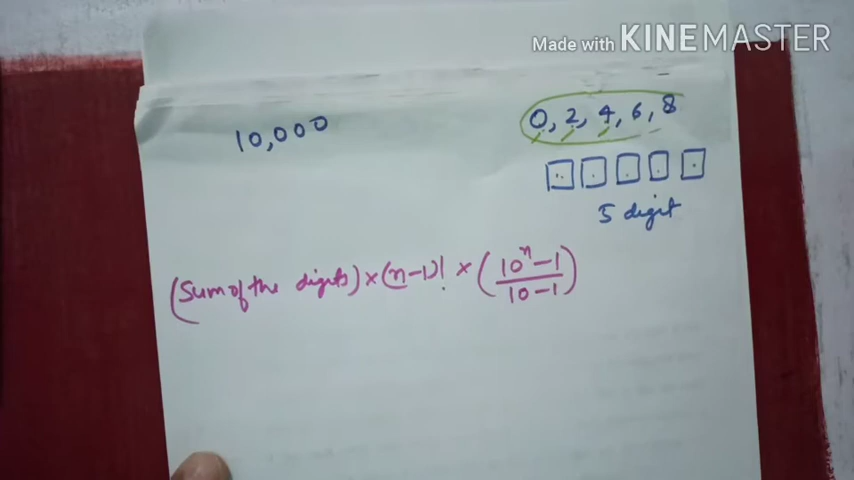 Made with KINEMASTER
10,000
0, 2, 4, 6, 8
5 digit
(Sum of the digits) × (n-1)! × (10^n - 1 / 10 - 1)